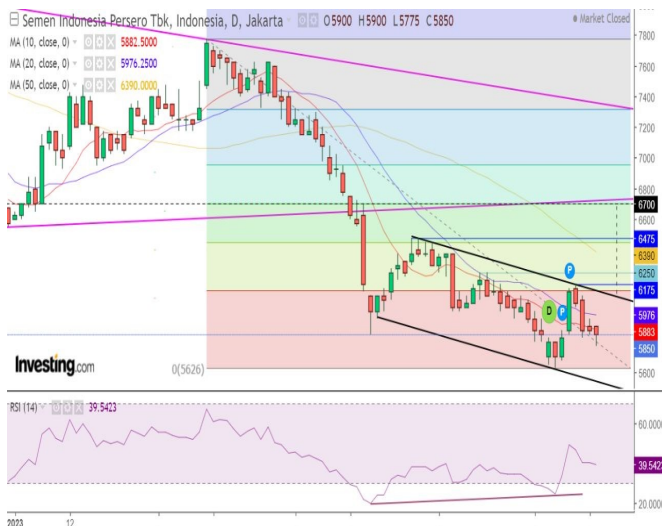 Semen Indonesia Persero Tbk, Indonesia, D, Jakarta O5900 H5900 L5775 C5850 Market Closed
MA (10, close, 0) 5882.5000
MA (20, close, 0) 5976.2500
MA (50, close, 0) 6390.0000
7800
7600
7400
7200
7000
6800
6700
6600
6475
6390
6250
6175
5976
5883
5850
5600
D
P
P
Investing.com
0(5626)
RSI (14) 39.5423
60.0000
39.5423
20.0000
2023 12